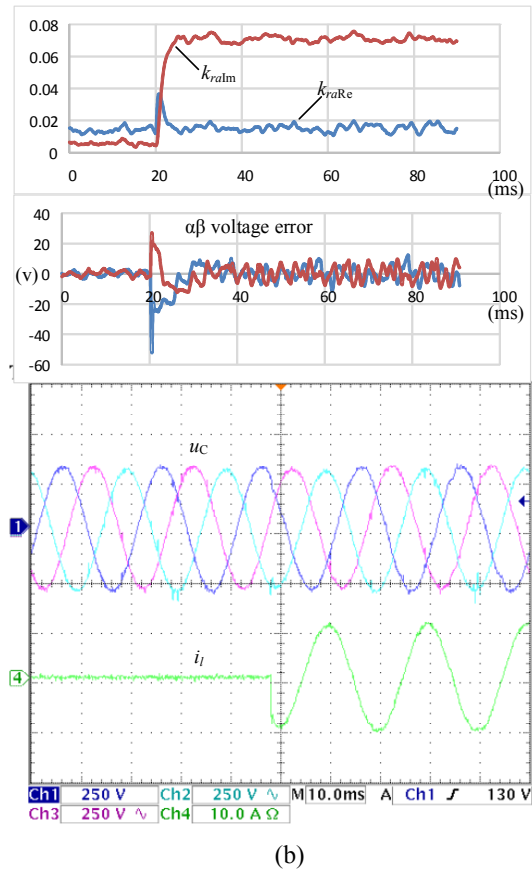 0.08
0.06
k_raIm
0.04
k_raRe
0.02
0
0 20 40 60 80 100
(ms)
40
αβ voltage error
20
(v) 0
0 20 40 60 80 100
-20
(ms)
-40
-60
u_C
1
i_l
4
Ch1 250 V Ch2 250 V ∿ M 10.0ms A Ch1 ʃ 130 V
Ch3 250 V ∿ Ch4 10.0 A Ω
(b)